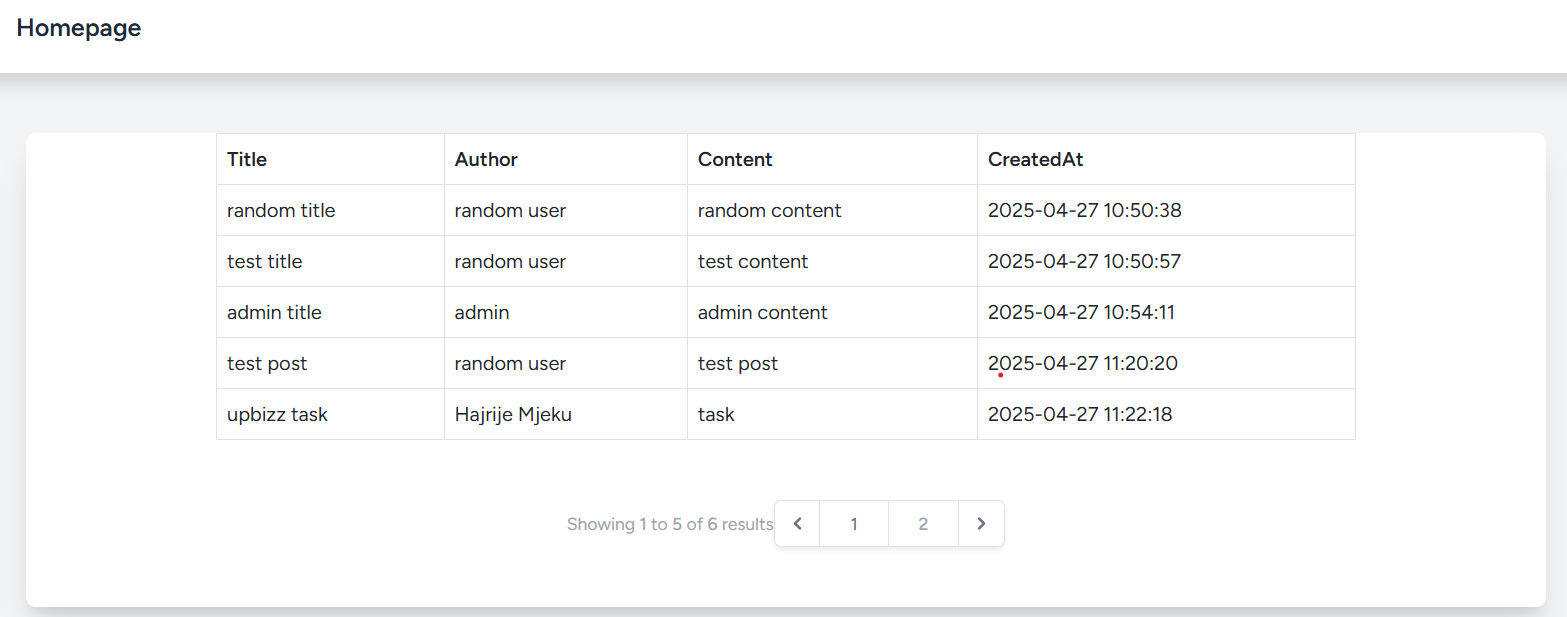 Homepage
Title Author Content CreatedAt
random title random user random content 2025-04-27 10:50:38
test title random user test content 2025-04-27 10:50:57
admin title admin admin content 2025-04-27 10:54:11
test post random user test post 2025-04-27 11:20:20
upbizz task Hajrije Mjeku task 2025-04-27 11:22:18
Showing 1 to 5 of 6 results 1 2